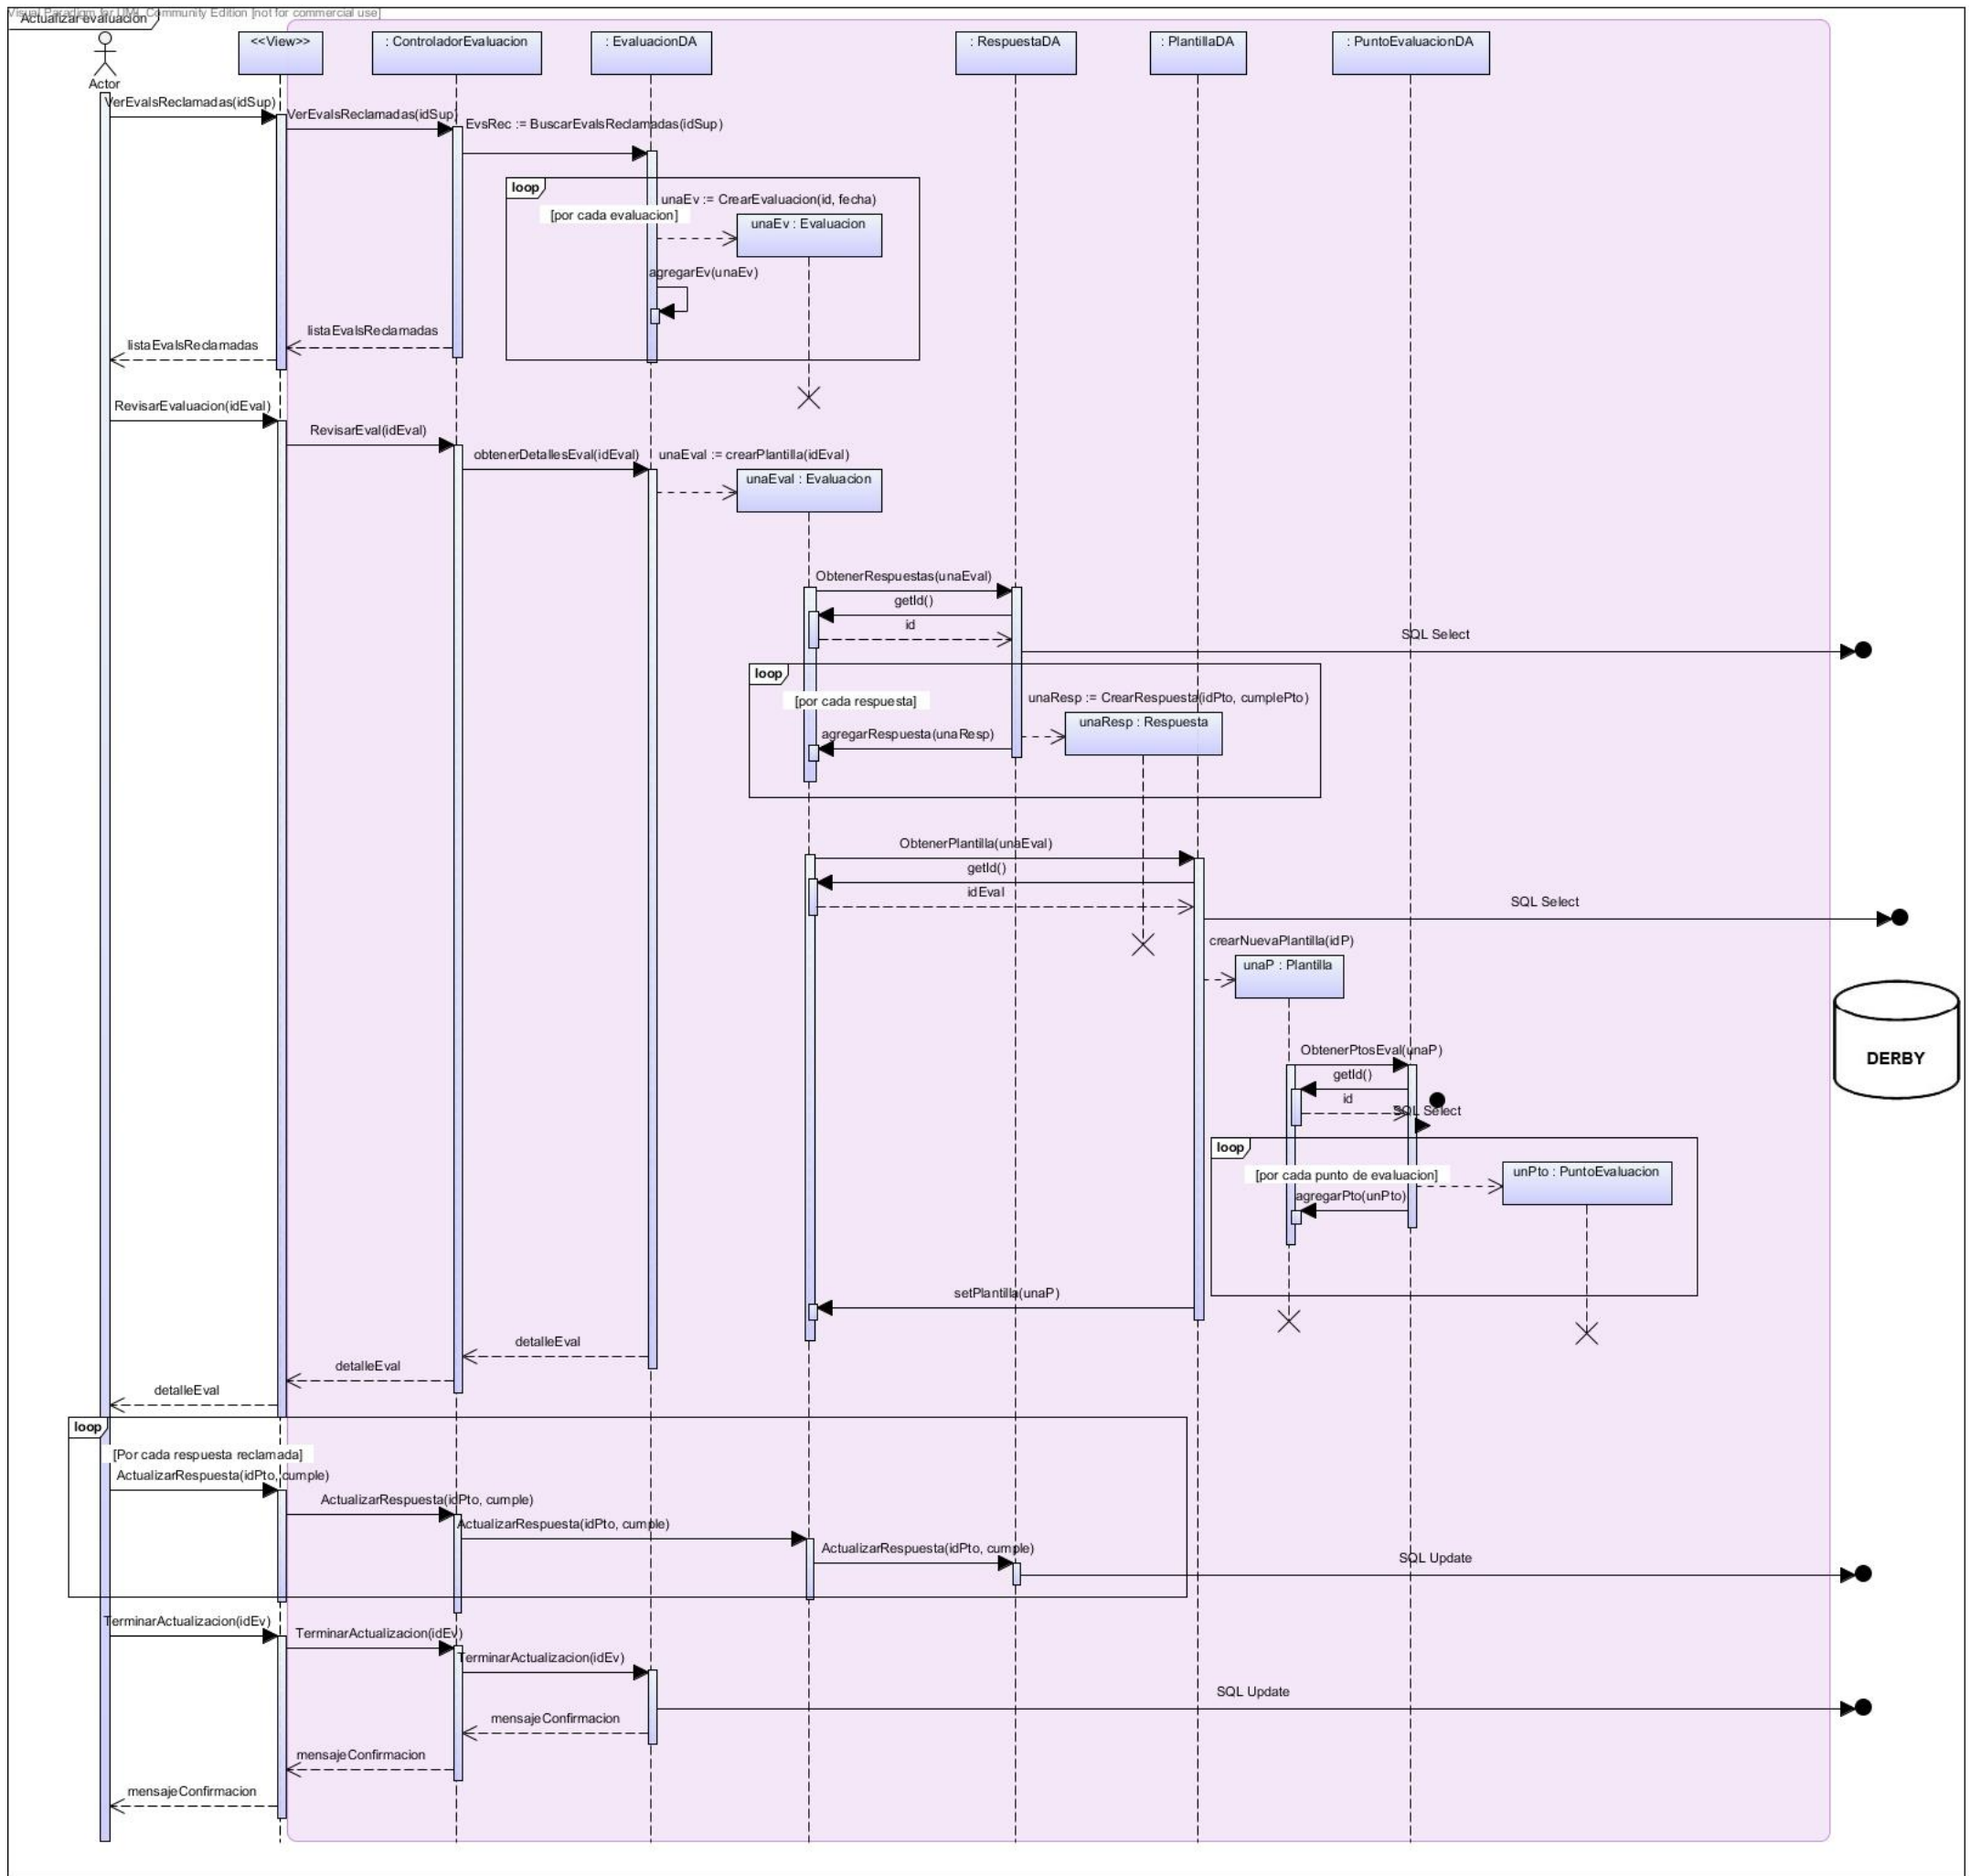 Visual Paradigm for UML Community Edition [not for commercial use]
Actualizar evaluación
Actor
<<View>>
: ControladorEvaluacion
: EvaluacionDA
: RespuestaDA
: PlantillaDA
: PuntoEvaluacionDA
VerEvalsReclamadas(idSup)
VerEvalsReclamadas(idSup)
EvsRec := BuscarEvalsReclamadas(idSup)
loop
[por cada evaluacion]
unaEv := CrearEvaluacion(id, fecha)
unaEv : Evaluacion
agregarEv(unaEv)
listaEvalsReclamadas
listaEvalsReclamadas
RevisarEvaluacion(idEval)
RevisarEval(idEval)
obtenerDetallesEval(idEval)
unaEval := crearPlantilla(idEval)
unaEval : Evaluacion
ObtenerRespuestas(unaEval)
getId()
id
SQL Select
loop
[por cada respuesta]
unaResp := CrearRespuesta(idPto, cumplePto)
unaResp : Respuesta
agregarRespuesta(unaResp)
ObtenerPlantilla(unaEval)
getId()
idEval
SQL Select
crearNuevaPlantilla(idP)
unaP : Plantilla
DERBY
ObtenerPtosEval(unaP)
getId()
id
SQL Select
loop
[por cada punto de evaluacion]
unPto : PuntoEvaluacion
agregarPto(unPto)
setPlantilla(unaP)
detalleEval
detalleEval
detalleEval
loop
[Por cada respuesta reclamada]
ActualizarRespuesta(idPto, cumple)
ActualizarRespuesta(idPto, cumple)
ActualizarRespuesta(idPto, cumple)
ActualizarRespuesta(idPto, cumple)
SQL Update
TerminarActualizacion(idEv)
TerminarActualizacion(idEv)
TerminarActualizacion(idEv)
SQL Update
mensajeConfirmacion
mensajeConfirmacion
mensajeConfirmacion